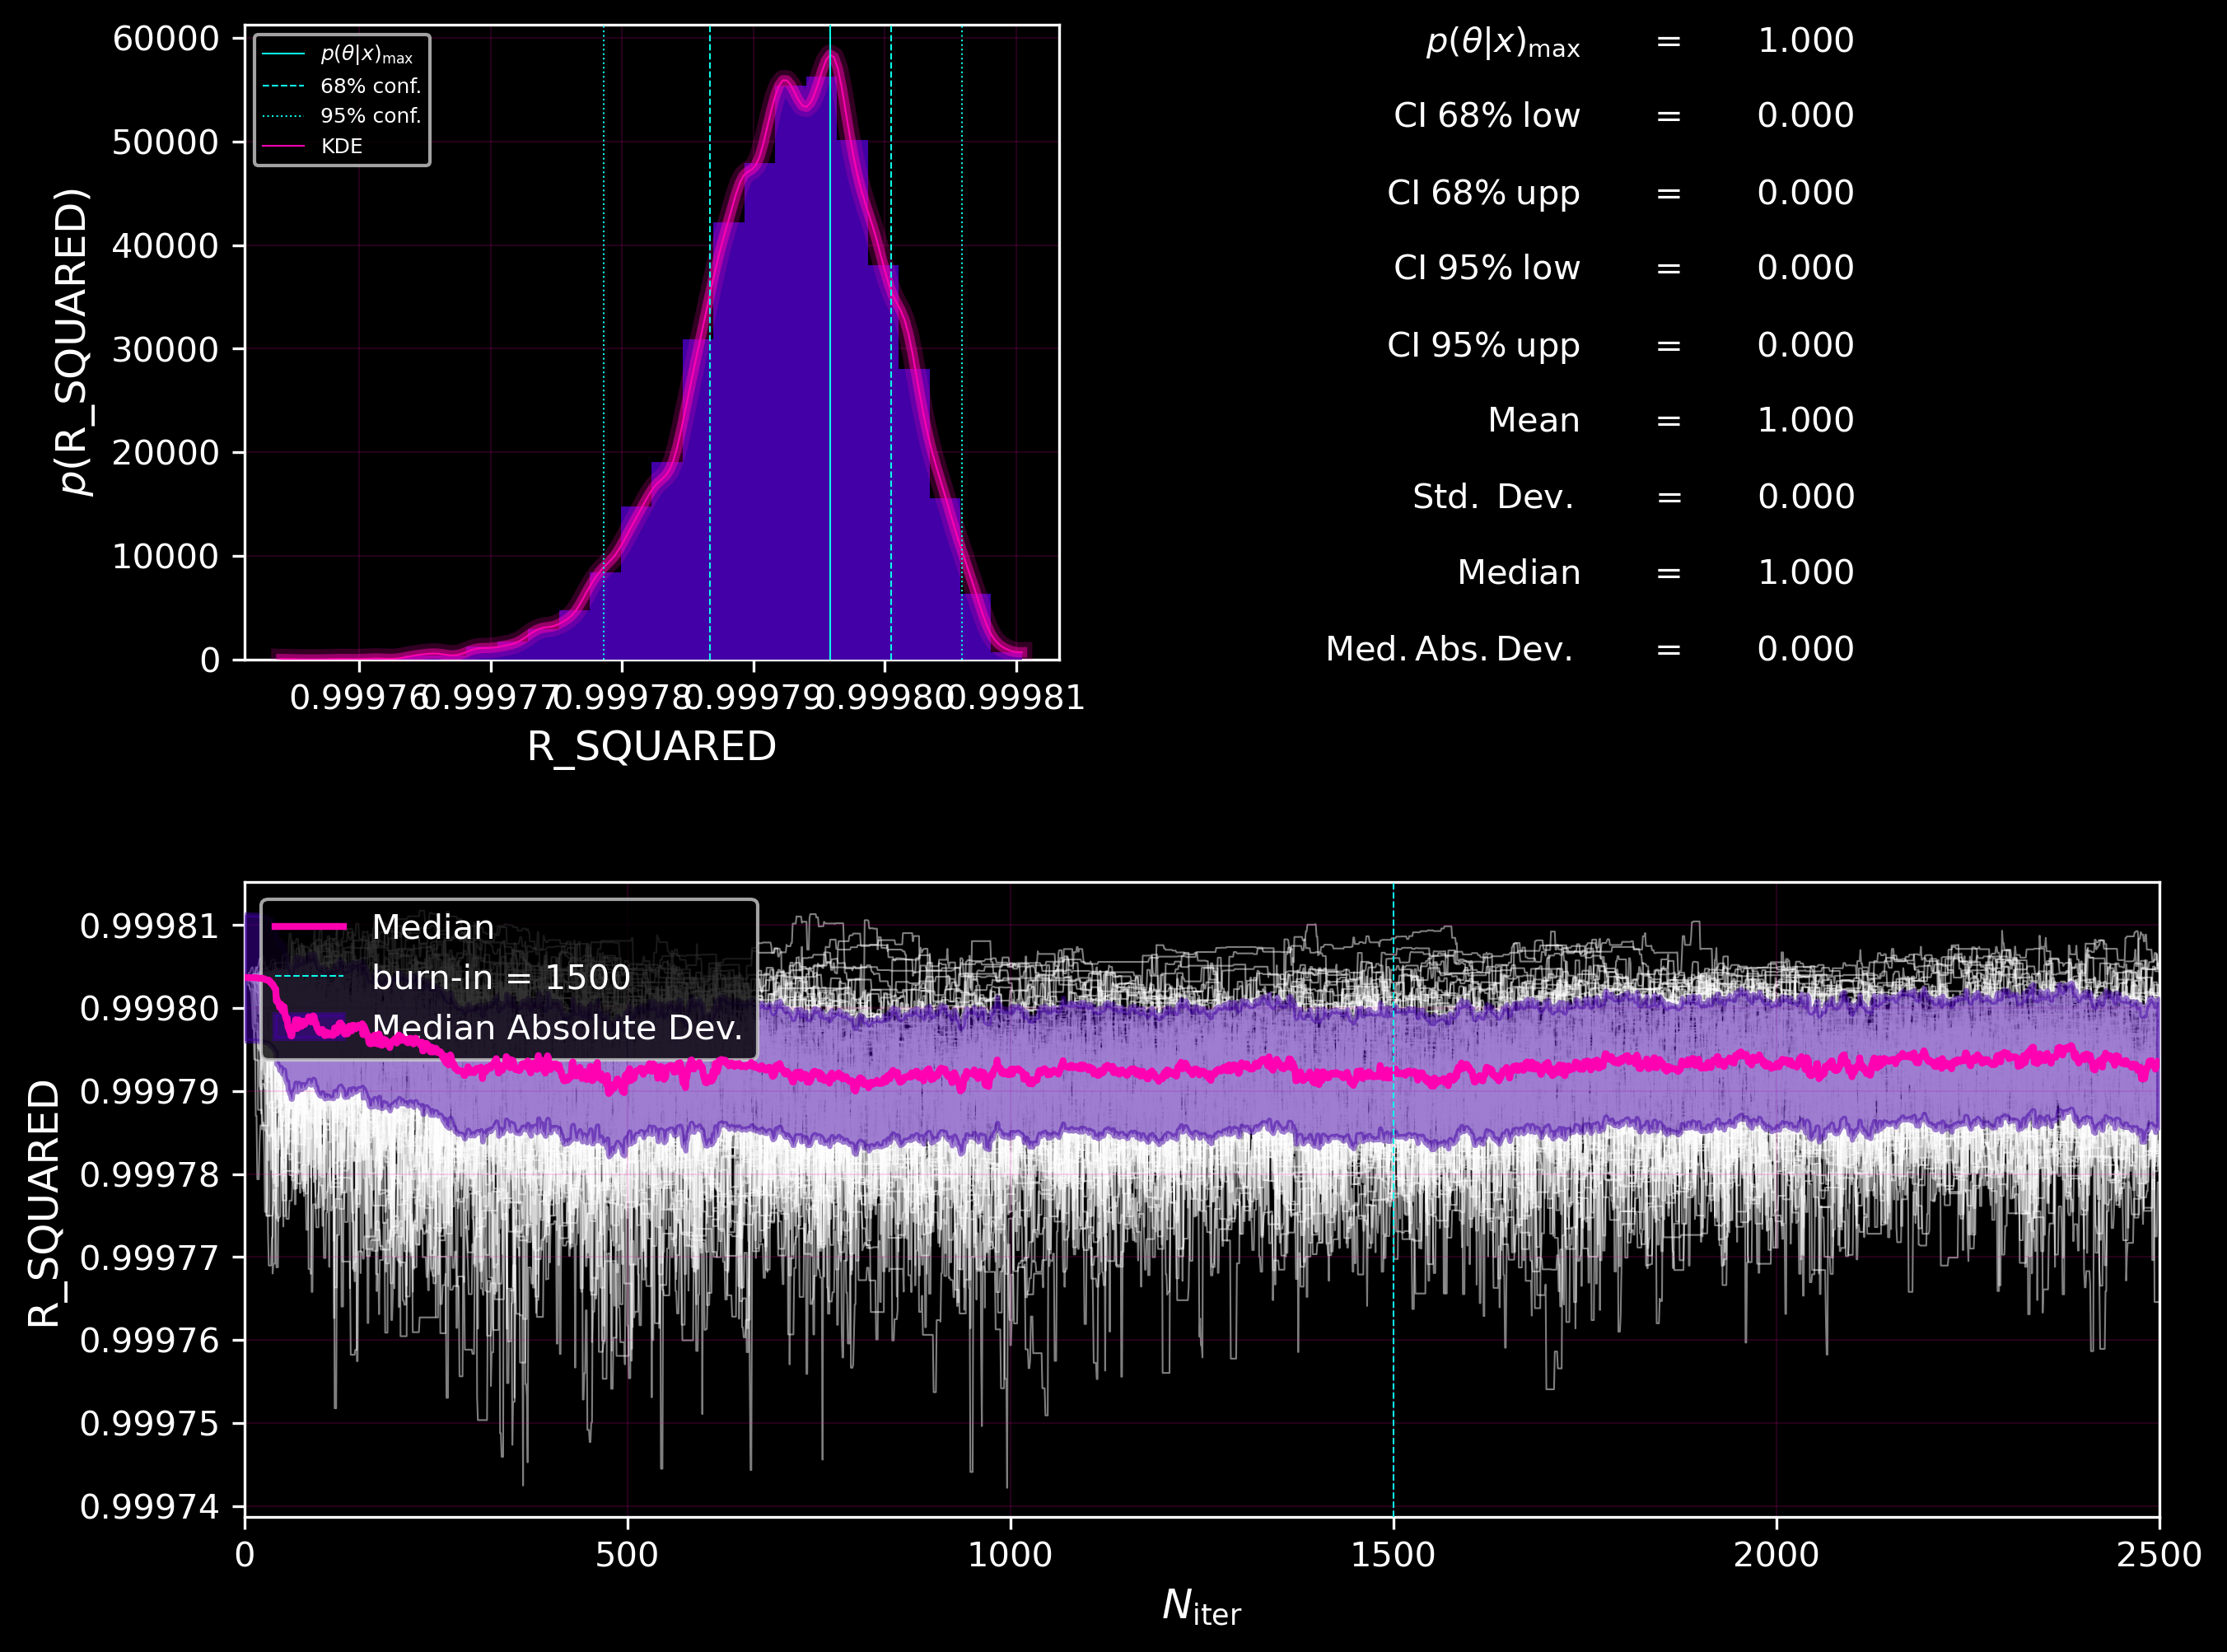 60000
50000
40000
30000
20000
10000
0
p(R_SQUARED)
p(θ|x)max
68% conf.
95% conf.
KDE
0.99976 0.99977 0.99978 0.99979 0.99980 0.99981
R_SQUARED
p(θ|x)max = 1.000
CI 68% low = 0.000
CI 68% upp = 0.000
CI 95% low = 0.000
CI 95% upp = 0.000
Mean = 1.000
Std. Dev. = 0.000
Median = 1.000
Med. Abs. Dev. = 0.000
0.99981
0.99980
0.99979
0.99978
0.99977
0.99976
0.99975
0.99974
R_SQUARED
Median
burn-in = 1500
Median Absolute Dev.
0 500 1000 1500 2000 2500
Niter